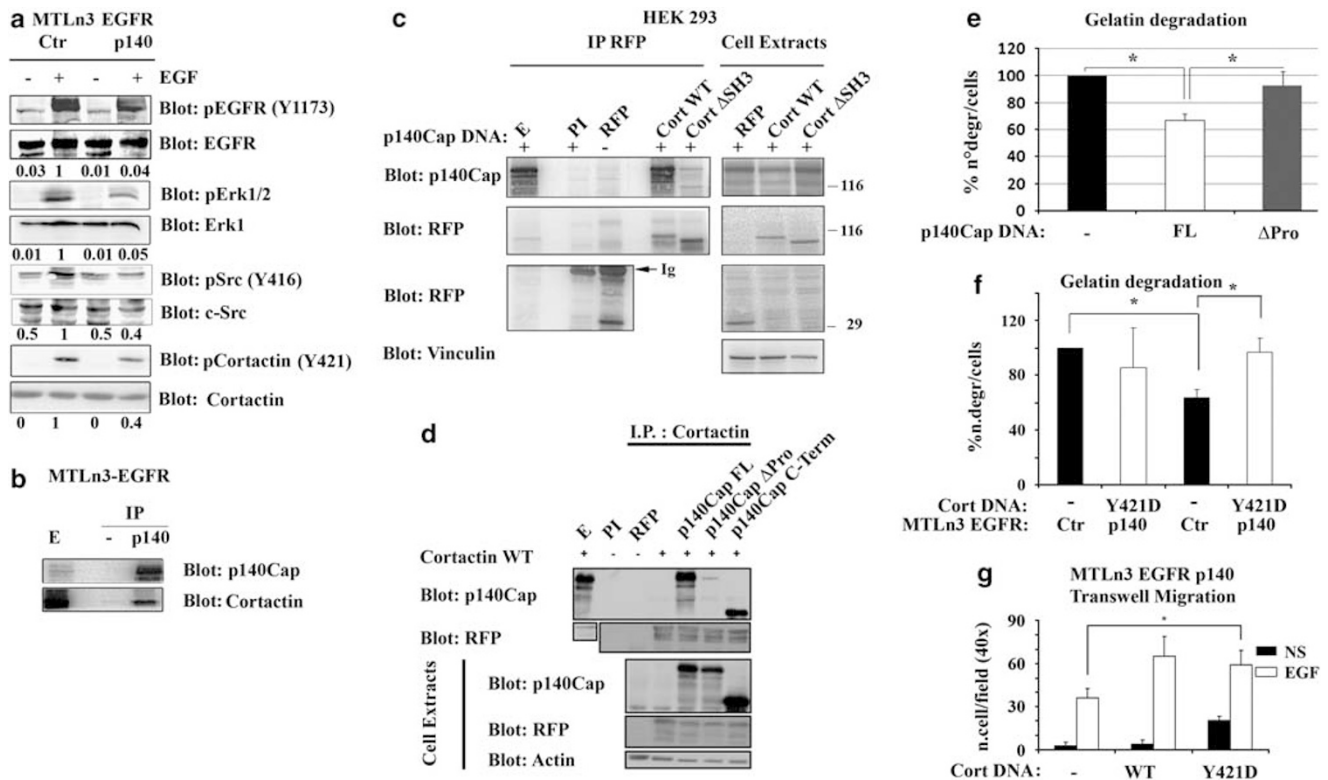 a
MTLn3 EGFR
Ctr p140
- + - + EGF
Blot: pEGFR (Y1173)
Blot: EGFR
0.03 1 0.01 0.04
Blot: pErk1/2
Blot: Erk1
0.01 1 0.01 0.05
Blot: pSrc (Y416)
Blot: c-Src
0.5 1 0.5 0.4
Blot: pCortactin (Y421)
Blot: Cortactin
0 1 0 0.4
b
MTLn3-EGFR
IP
E - p140
Blot: p140Cap
Blot: Cortactin
c
HEK 293
IP RFP Cell Extracts
E PI RFP Cort WT Cort ΔSH3 RFP Cort WT Cort ΔSH3
p140Cap DNA: + + - + + + + +
Blot: p140Cap
116
Blot: RFP
116
Ig
Blot: RFP
29
Blot: Vinculin
d
I.P. : Cortactin
E PI RFP p140Cap FL p140Cap ΔPro p140Cap C-Term
Cortactin WT + - - + + + +
Blot: p140Cap
Blot: RFP
Cell Extracts
Blot: p140Cap
Blot: RFP
Blot: Actin
e
Gelatin degradation
% n°degr/cells
120
100
80
60
40
20
0
* *
p140Cap DNA: - FL ΔPro
f
Gelatin degradation
%n.degr/cells
120
80
40
0
* *
Cort DNA: - Y421D - Y421D
MTLn3 EGFR: Ctr p140 Ctr p140
g
MTLn3 EGFR p140
Transwell Migration
n.cell/field (40x)
90
60
30
0
*
NS
EGF
Cort DNA: - WT Y421D